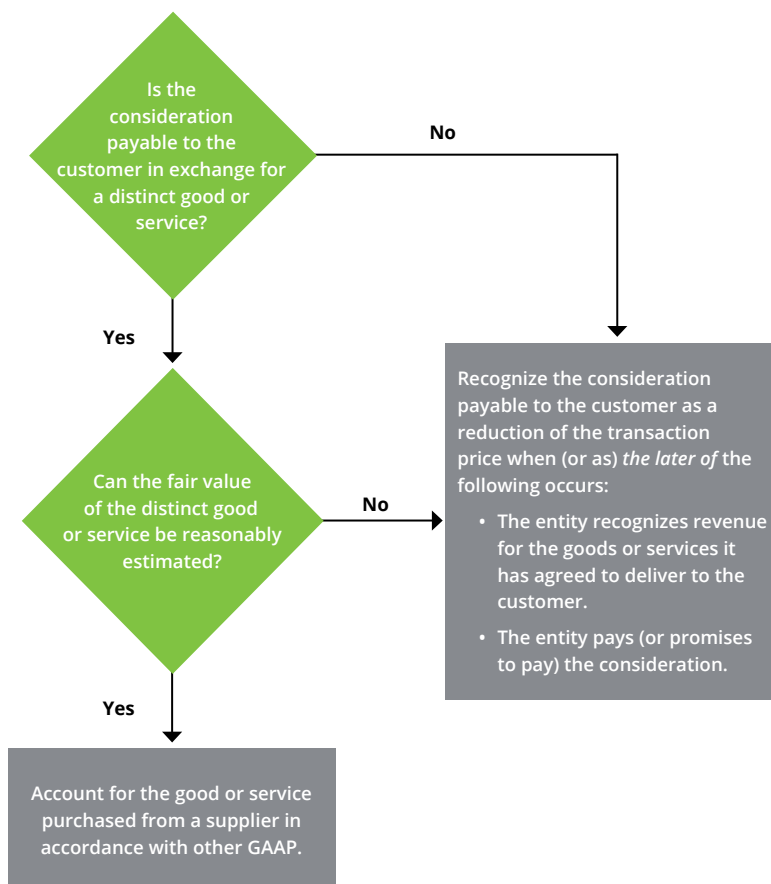 Is the
consideration
payable to the
customer in exchange for
a distinct good or
service?
No
Yes
Recognize the consideration
payable to the customer as a
reduction of the transaction
price when (or as) the later of the
following occurs:
• The entity recognizes revenue
for the goods or services it
has agreed to deliver to the
customer.
• The entity pays (or promises
to pay) the consideration.
Can the fair value
of the distinct good
or service be reasonably
estimated?
No
Yes
Account for the good or service
purchased from a supplier in
accordance with other GAAP.